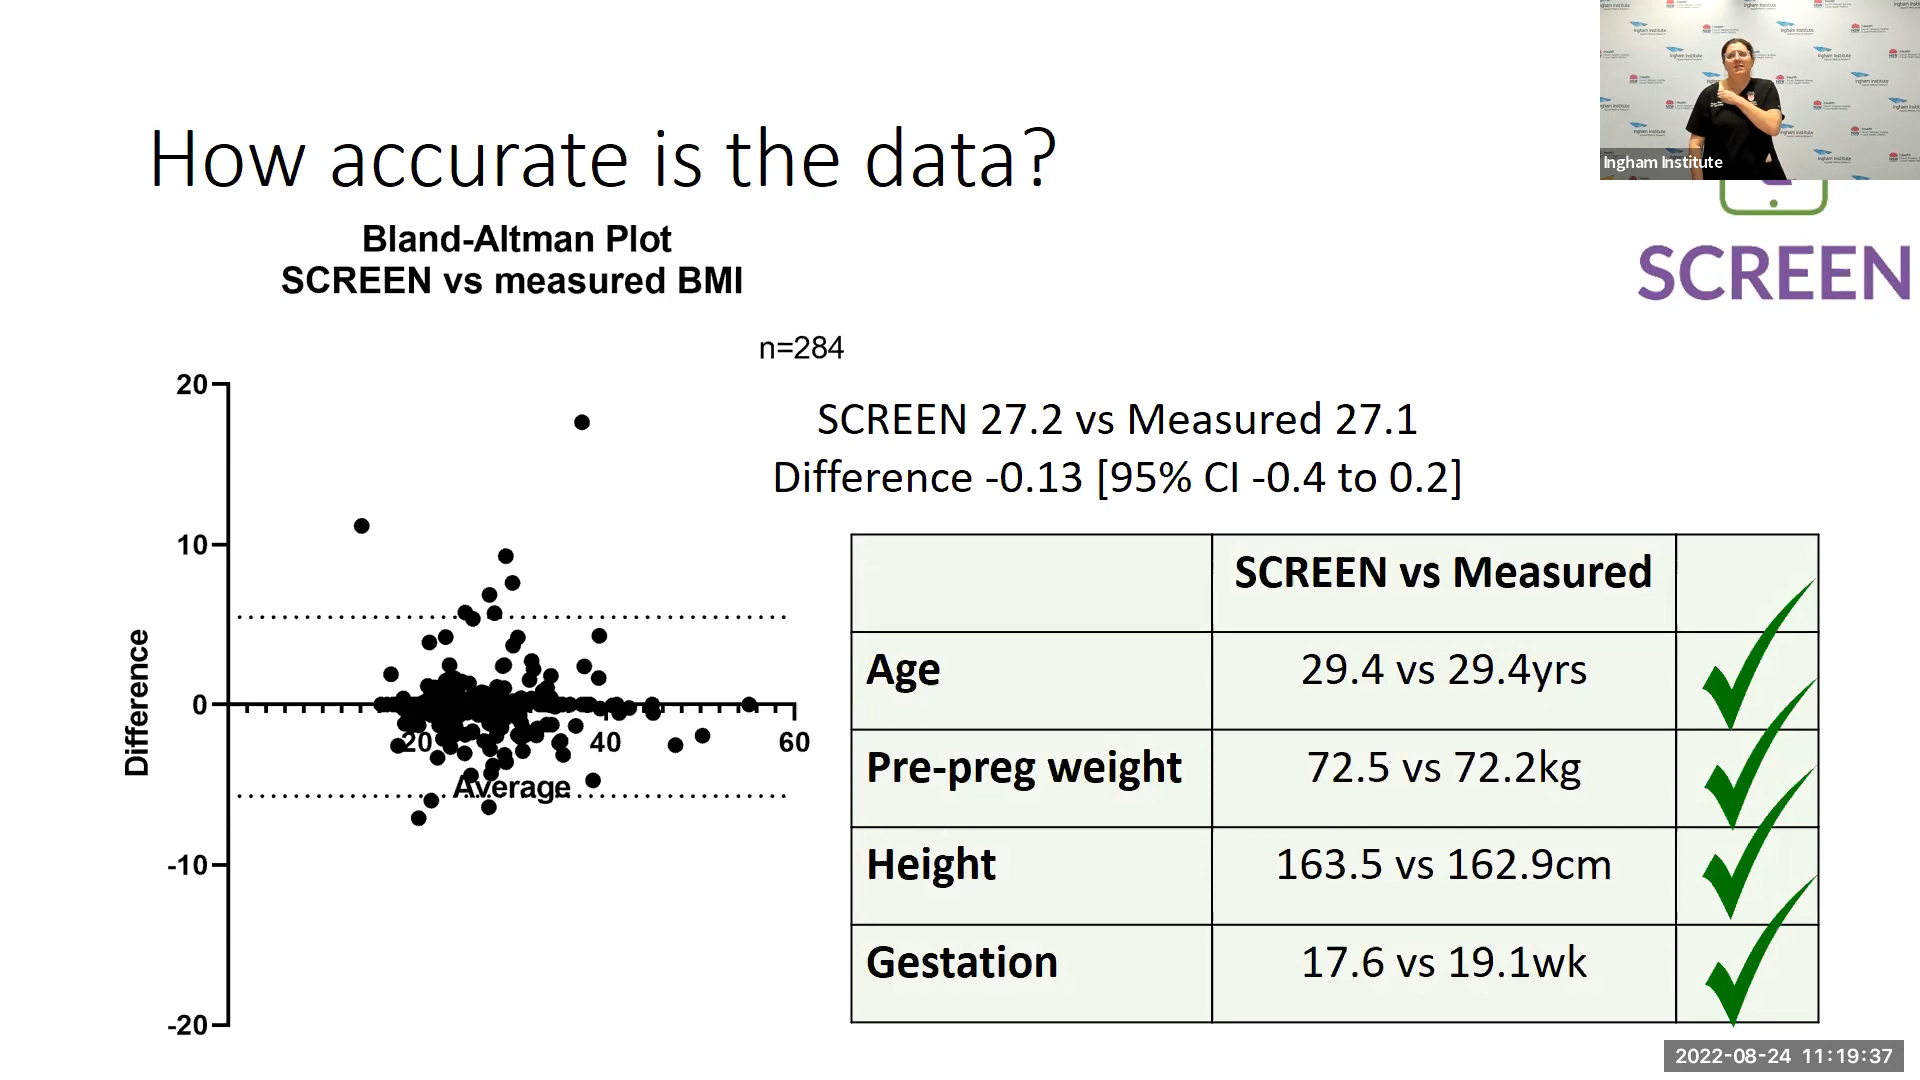 How accurate is the data?
Bland-Altman Plot
SCREEN vs measured BMI
n=284
20
10
0
-10
-20
Difference
20
40
60
Average
SCREEN 27.2 vs Measured 27.1
Difference -0.13 [95% CI -0.4 to 0.2]
SCREEN vs Measured
Age
29.4 vs 29.4yrs
Pre-preg weight
72.5 vs 72.2kg
Height
163.5 vs 162.9cm
Gestation
17.6 vs 19.1wk
Ingham Institute
SCREEN
2022-08-24 11:19:37